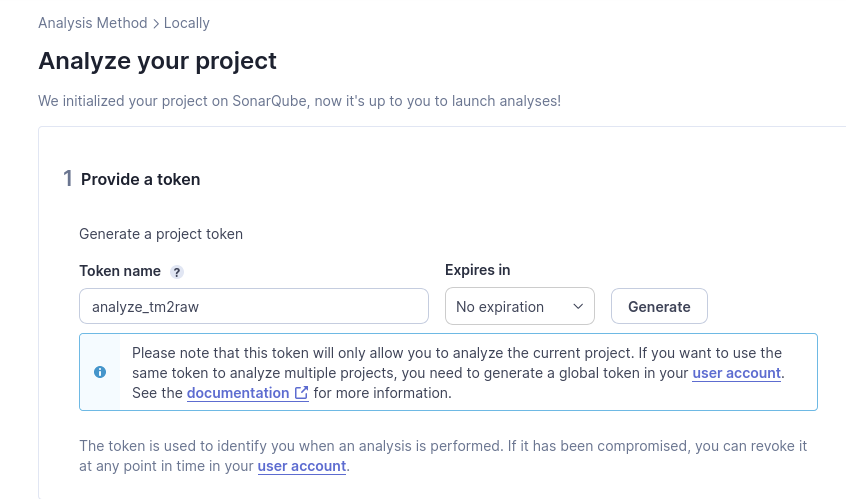 Analysis Method > Locally
Analyze your project
We initialized your project on SonarQube, now it's up to you to launch analyses!
1 Provide a token
Generate a project token
Token name ?
Expires in
analyze_tm2raw
No expiration
Generate
Please note that this token will only allow you to analyze the current project. If you want to use the
same token to analyze multiple projects, you need to generate a global token in your user account.
See the documentation for more information.
The token is used to identify you when an analysis is performed. If it has been compromised, you can revoke it
at any point in time in your user account.